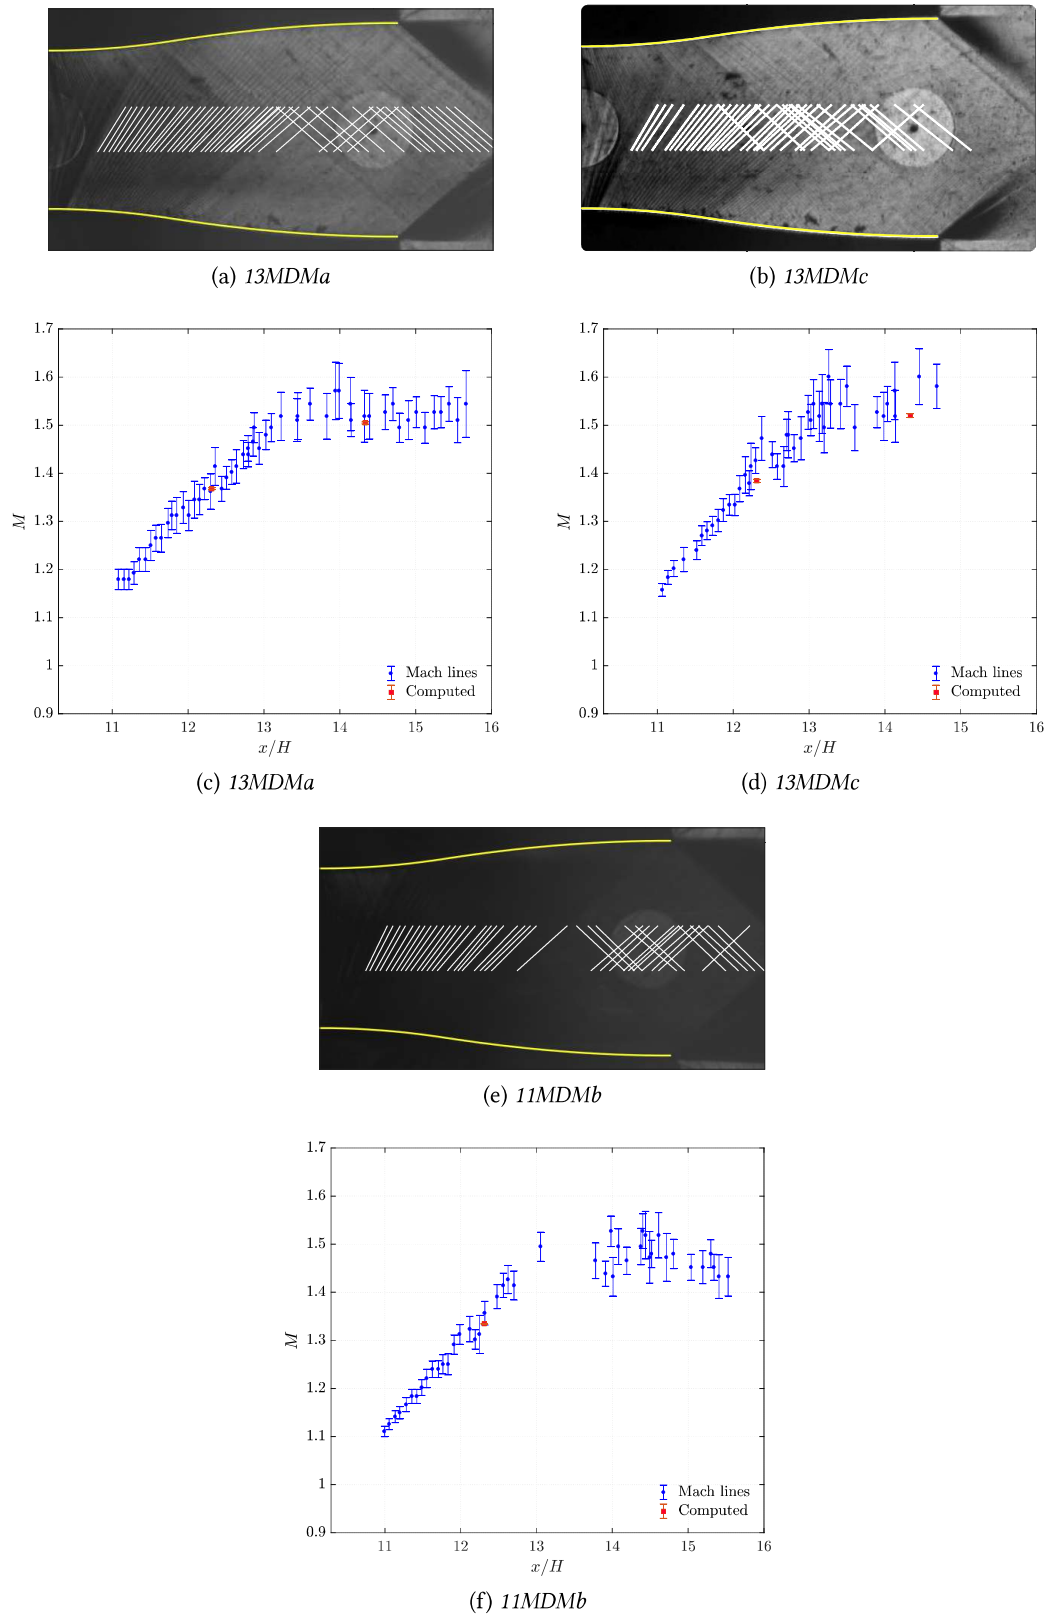 (a) 13MDMa
(b) 13MDMc
1.7
1.6
1.5
1.4
1.3
1.2
1.1
1
0.9
M
11 12 13 14 15 16
x/H
Mach lines
Computed
(c) 13MDMa
1.7
1.6
1.5
1.4
1.3
1.2
1.1
1
0.9
M
11 12 13 14 15 16
x/H
Mach lines
Computed
(d) 13MDMc
(e) 11MDMb
1.7
1.6
1.5
1.4
1.3
1.2
1.1
1
0.9
M
11 12 13 14 15 16
x/H
Mach lines
Computed
(f) 11MDMb